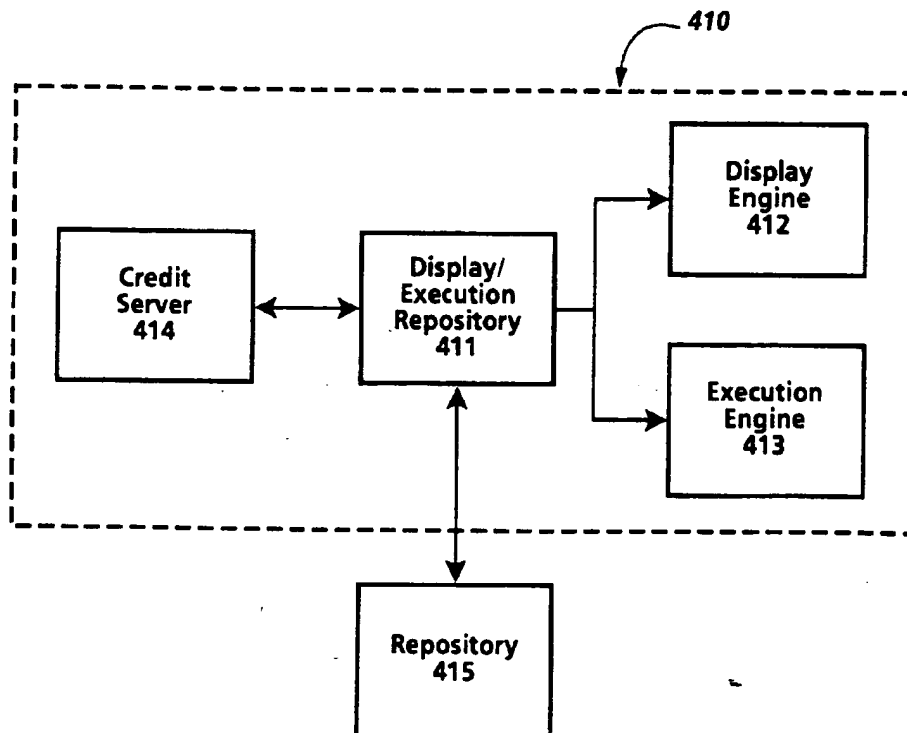 410
Display
Engine
412
Credit
Server
414
Display/
Execution
Repository
411
Execution
Engine
413
Repository
415